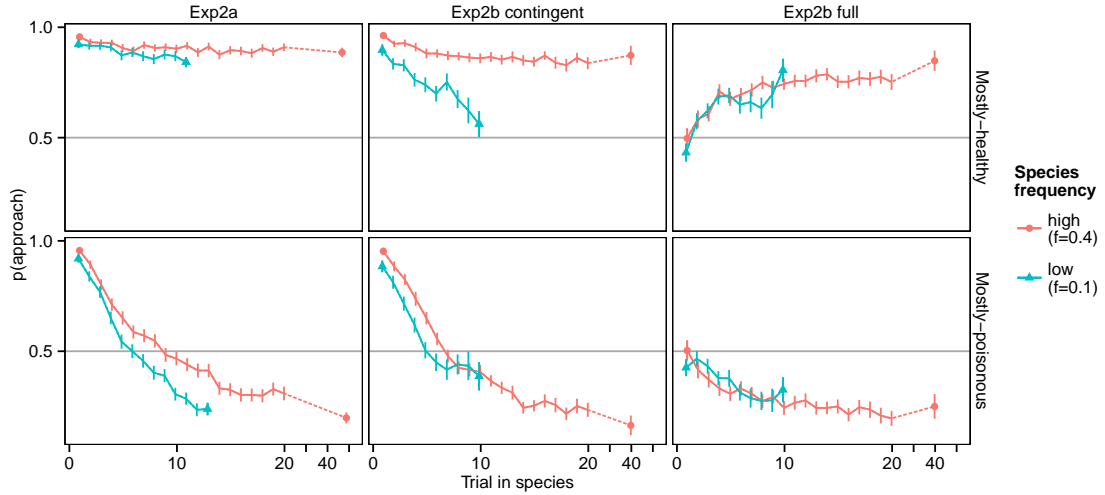 Exp2a
Exp2b contingent
Exp2b full
1.0
0.5
Mostly−healthy
1.0
0.5
Mostly−poisonous
p(approach)
0 10 20 40
0 10 20 40
0 10 20 40
Trial in species
Species
frequency
high
(f=0.4)
low
(f=0.1)